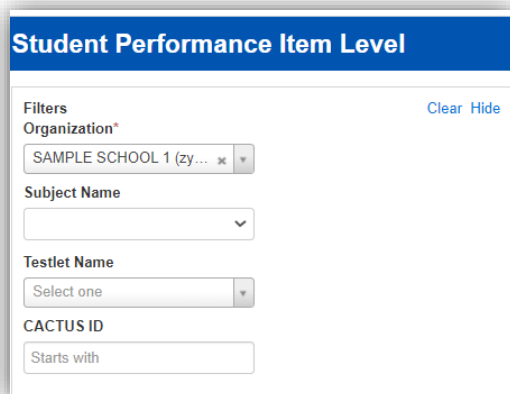 Student Performance Item Level
Filters
Clear Hide
Organization*
SAMPLE SCHOOL 1 (zy...
Subject Name
Testlet Name
Select one
CACTUS ID
Starts with